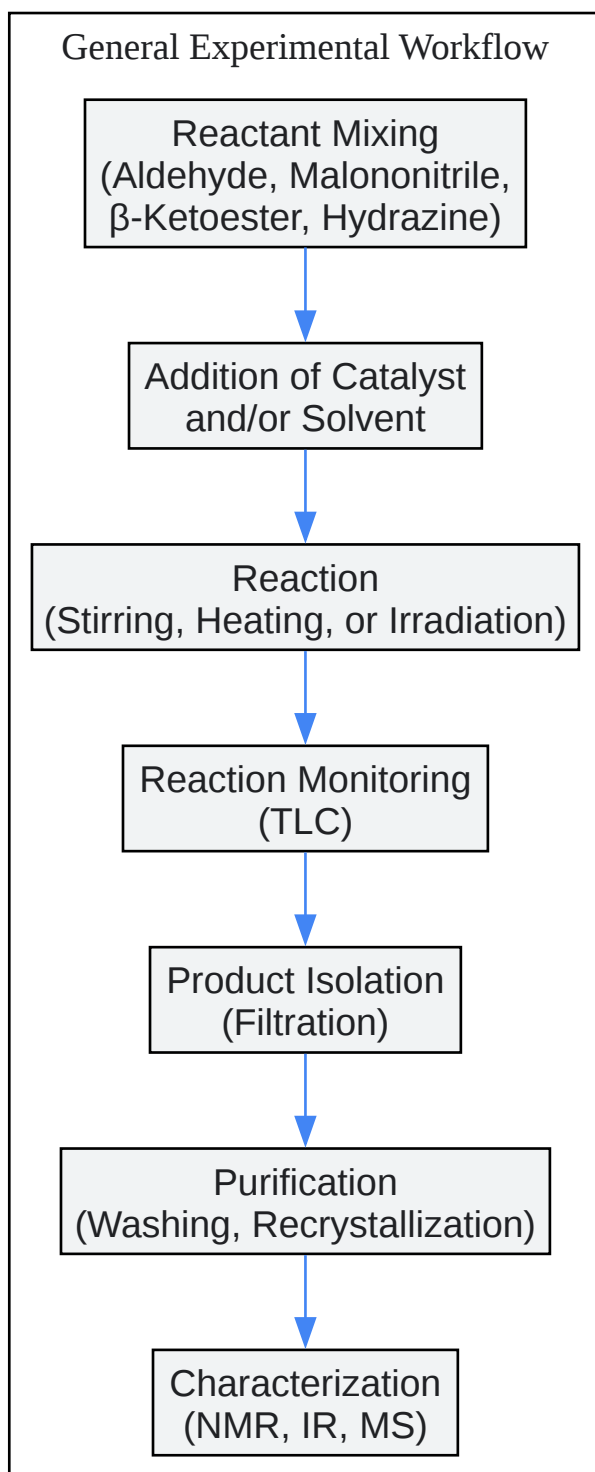 General Experimental Workflow
Reactant Mixing
(Aldehyde, Malononitrile,
β-Ketoester, Hydrazine)
Addition of Catalyst
and/or Solvent
Reaction
(Stirring, Heating, or Irradiation)
Reaction Monitoring
(TLC)
Product Isolation
(Filtration)
Purification
(Washing, Recrystallization)
Characterization
(NMR, IR, MS)